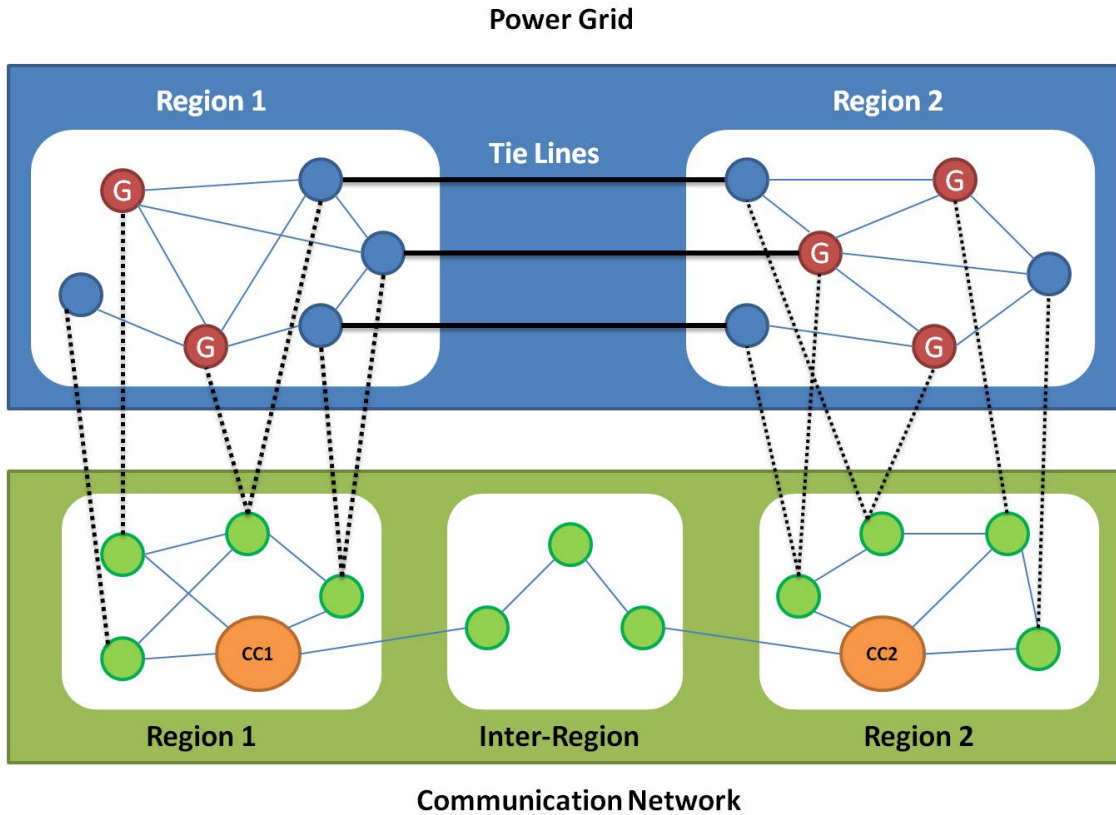 Power Grid
Region 1
Region 2
Tie Lines
G
G
G
G
G
CC1
CC2
Region 1
Inter-Region
Region 2
Communication Network